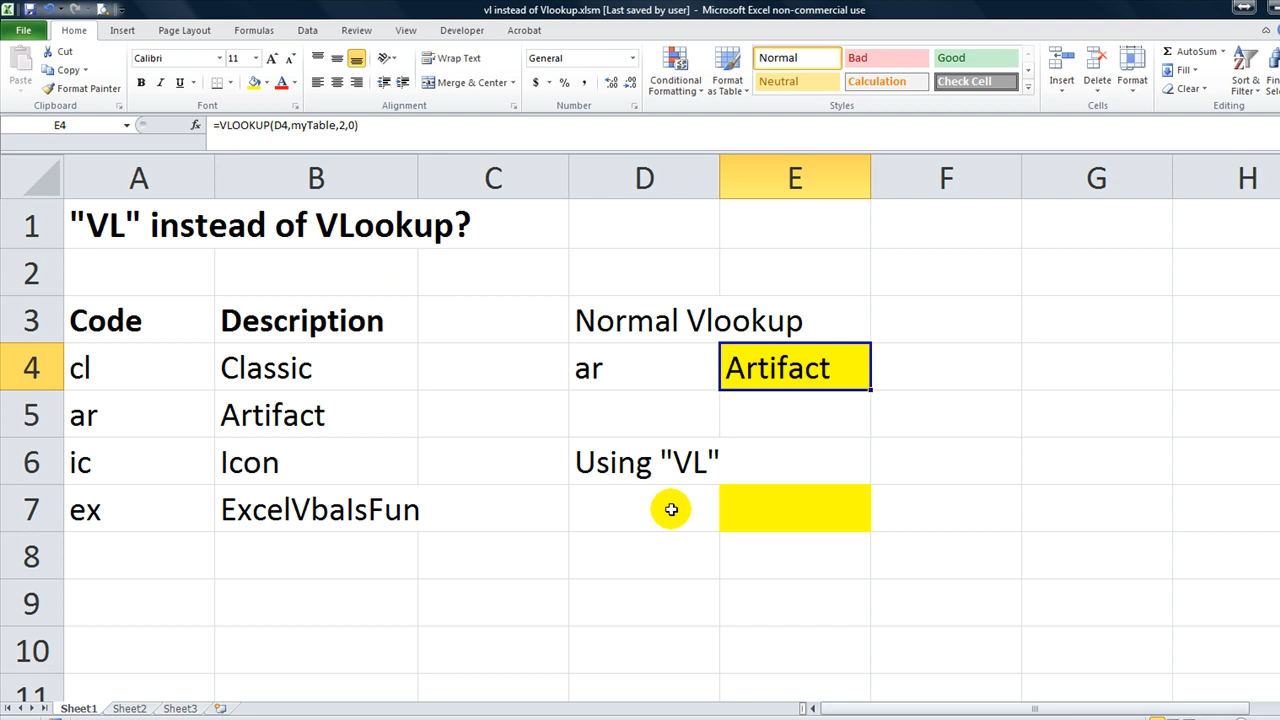 vl instead of Vlookup.xlsm [Last saved by user] - Microsoft Excel non-commercial use
File Home Insert Page Layout Formulas Data Review View Developer Acrobat
Cut Calibri 11 Wrap Text General Normal Bad Good AutoSum
Paste Copy Conditional Formatting Format as Table Insert Delete Format Fill Sort & Filter
Format Painter B I U Merge & Center $ % , Neutral Calculation Check Cell Clear
Clipboard Font Alignment Number Styles Cells Editing
E4 fx =VLOOKUP(D4,myTable,2,0)
A B C D E F G H
1 "VL" instead of VLookup?
2
3 Code Description Normal Vlookup
4 cl Classic ar Artifact
5 ar Artifact
6 ic Icon Using "VL"
7 ex ExcelVbaIsFun
8
9
10
11
Sheet1 Sheet2 Sheet3